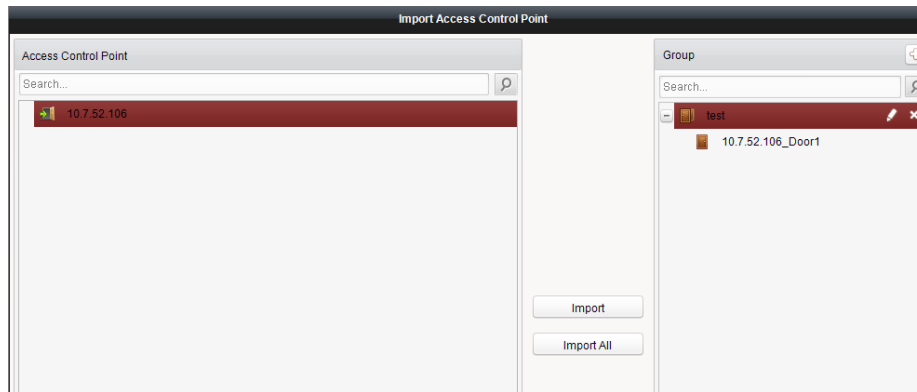 Import Access Control Point
Access Control Point
Search...
10.7.52.106
Import
Import All
Group
Search...
test
10.7.52.106_Door1